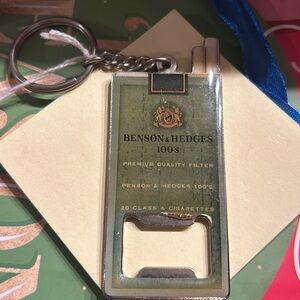 BENSON & HEDGES
100's
PREMIUM QUALITY FILTER
BENSON & HEDGES 100'S
20 CLASS A CIGARETTES